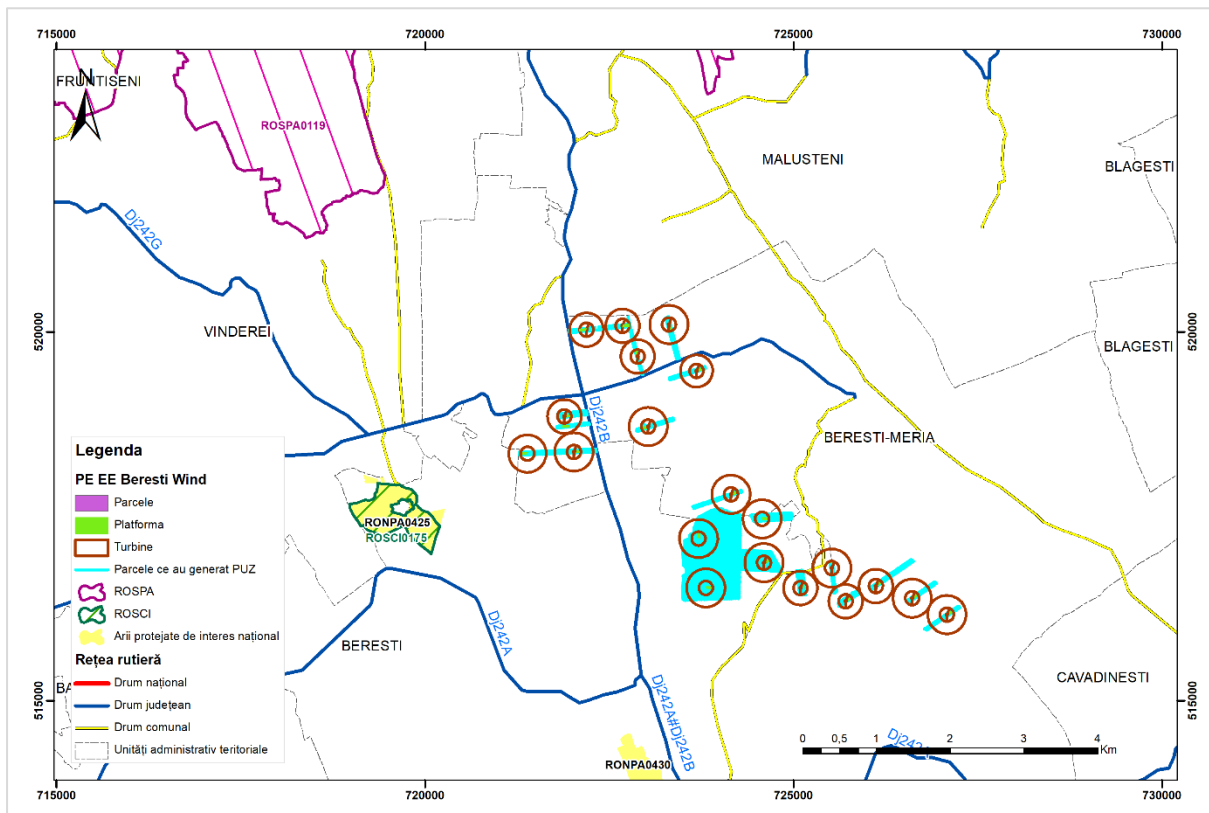 715000 720000 725000 730000
FRUNTISENI
ROSPA0119
MALUSTENI
BLAGESTI
Dj242G
VINDEREI
520000 520000
BLAGESTI
Dj242B
BERESTI-MERIA
Legenda
PE EE Beresti Wind
Parcele
Platforma
Turbine
Parcele ce au generat PUZ
ROSPA
ROSCI
Arii protejate de interes național
Rețea rutieră
Drum național
Drum județean
Drum comunal
Unități administrativ teritoriale
RONPA0425
ROSCI0175
BERESTI
Dj242A
BA
515000 515000
CAVADINESTI
Dj242A#Dj242B
RONPA0430
0 0,5 1 2 3 4
Km
715000 720000 725000 730000